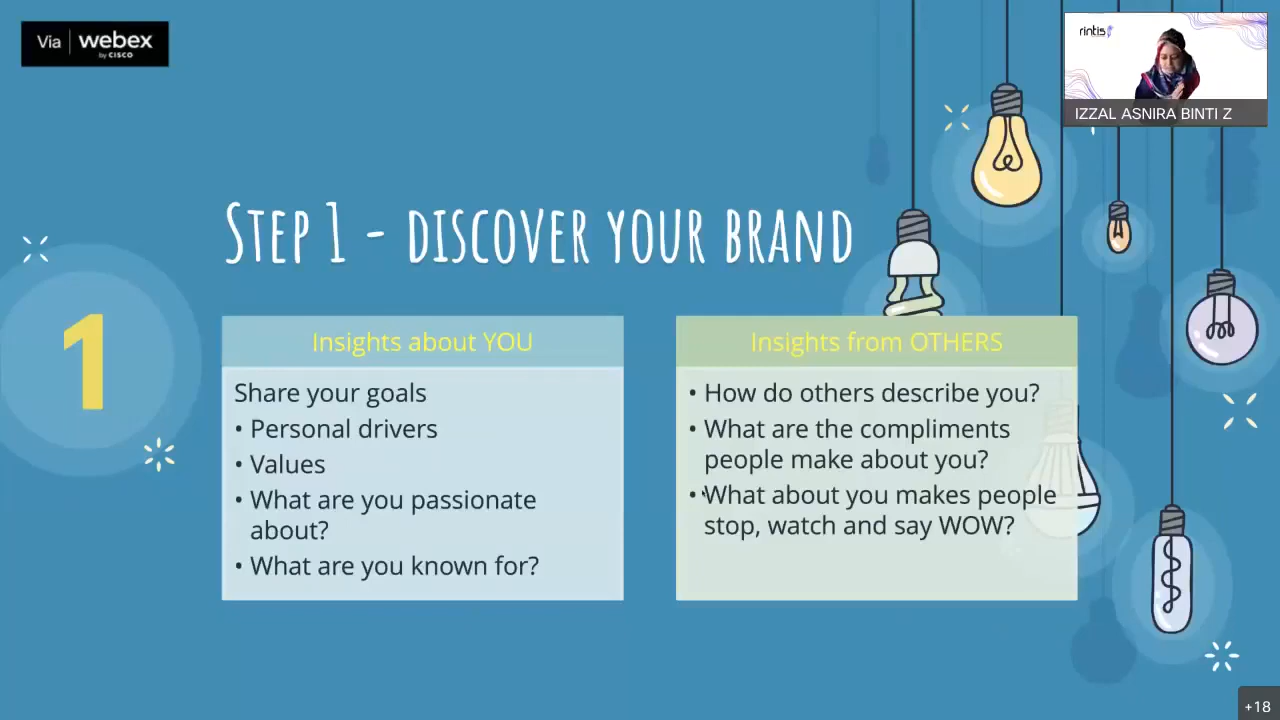 Via webex
by CISCO
rintis
IZZAL ASNIRA BINTI Z
STEP 1 - DISCOVER YOUR BRAND
1
Insights about YOU
Share your goals
• Personal drivers
• Values
• What are you passionate
about?
• What are you known for?
Insights from OTHERS
• How do others describe you?
• What are the compliments
people make about you?
• What about you makes people
stop, watch and say WOW?
+18